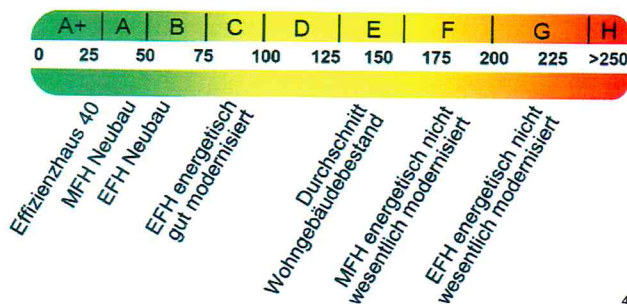 A+ A B C D E F G H
0 25 50 75 100 125 150 175 200 225 >250
Effizienzhaus 40
MFH Neubau
EFH Neubau
EFH energetisch
gut modernisiert
Durchschnitt
Wohngebäudebestand
MFH energetisch nicht
wesentlich modernisiert
EFH energetisch nicht
wesentlich modernisiert
4